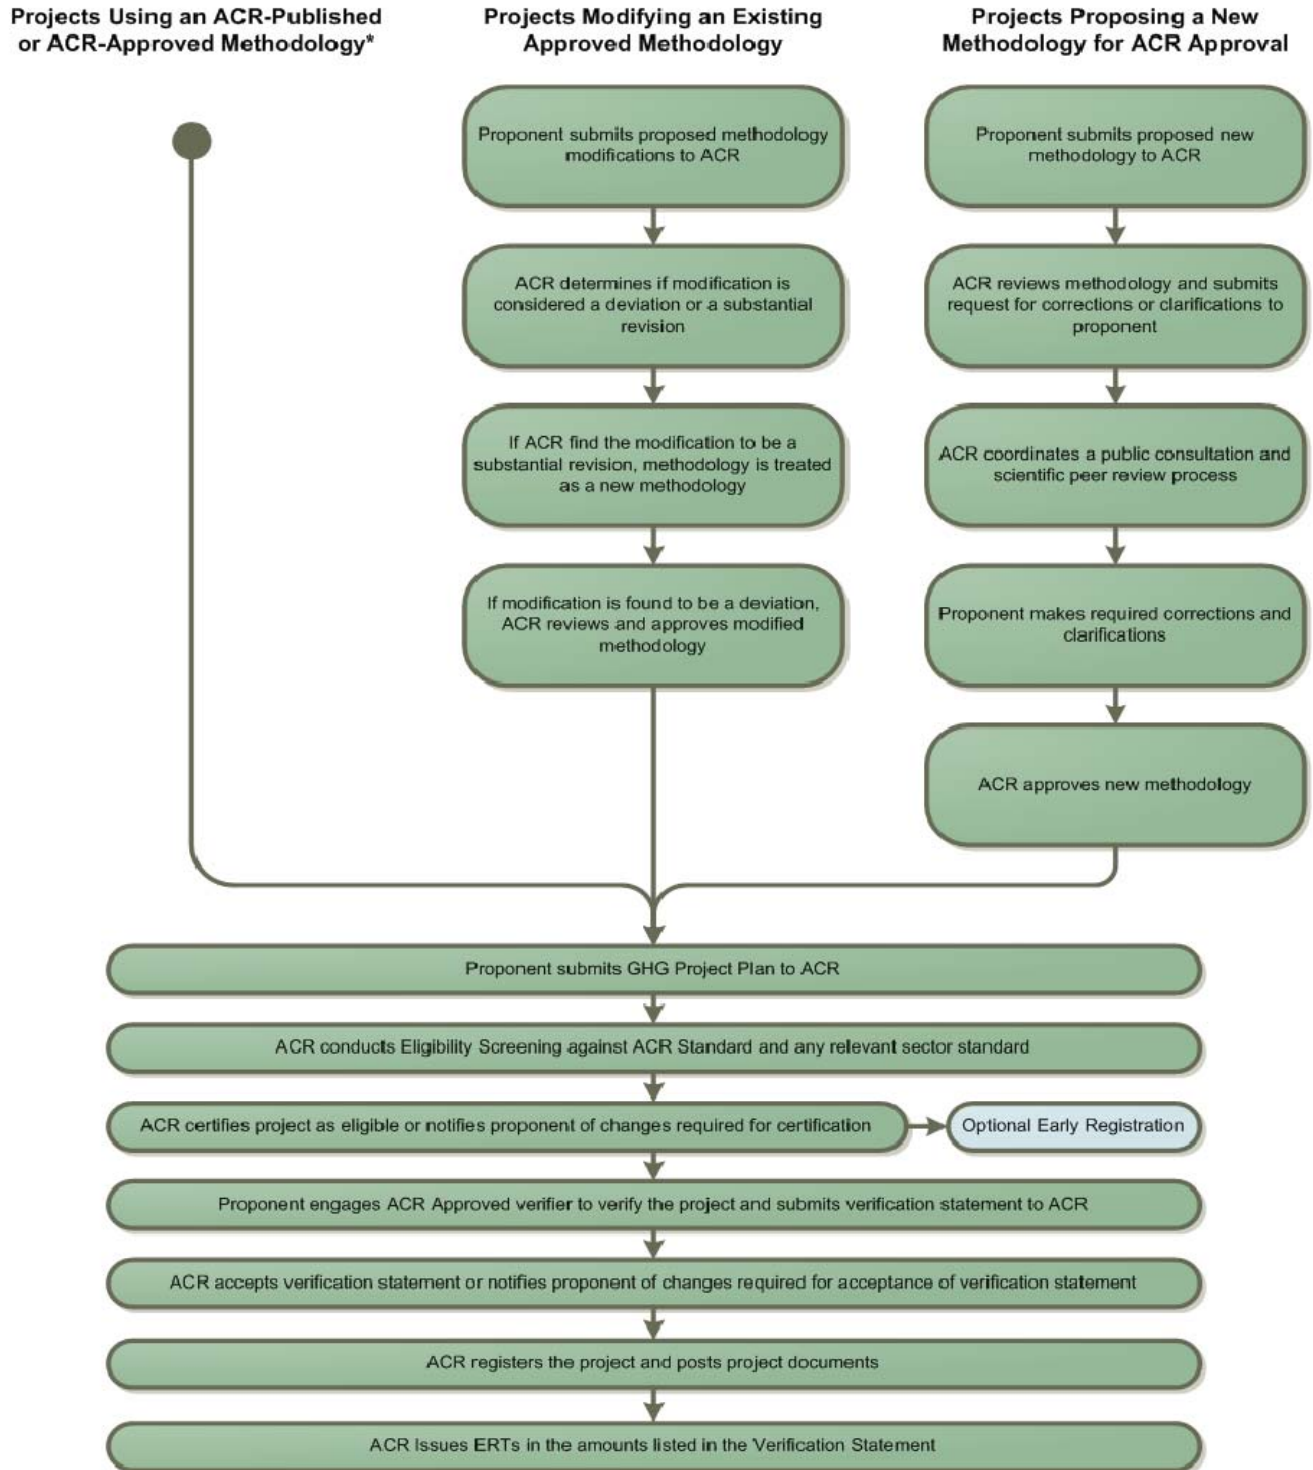 Projects Using an ACR-Published
or ACR-Approved Methodology*
Projects Modifying an Existing
Approved Methodology
Projects Proposing a New
Methodology for ACR Approval
Proponent submits proposed methodology
modifications to ACR
ACR determines if modification is
considered a deviation or a substantial
revision
If ACR find the modification to be a
substantial revision, methodology is treated
as a new methodology
If modification is found to be a deviation,
ACR reviews and approves modified
methodology
Proponent submits proposed new
methodology to ACR
ACR reviews methodology and submits
request for corrections or clarifications to
proponent
ACR coordinates a public consultation and
scientific peer review process
Proponent makes required corrections and
clarifications
ACR approves new methodology
Proponent submits GHG Project Plan to ACR
ACR conducts Eligibility Screening against ACR Standard and any relevant sector standard
ACR certifies project as eligible or notifies proponent of changes required for certification
Optional Early Registration
Proponent engages ACR Approved verifier to verify the project and submits verification statement to ACR
ACR accepts verification statement or notifies proponent of changes required for acceptance of verification statement
ACR registers the project and posts project documents
ACR Issues ERTs in the amounts listed in the Verification Statement